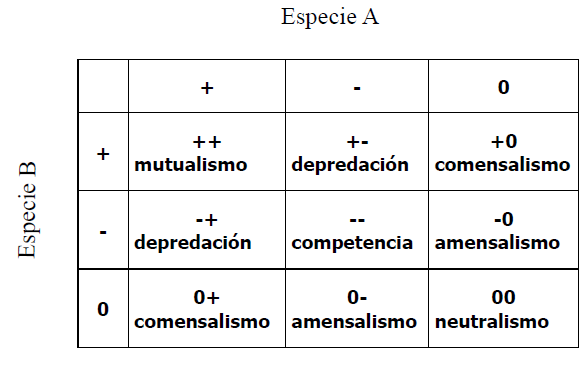 Especie A
Especie B
+ - 0
+ ++ +- +0
mutualismo depredación comensalismo
- -+ -- -0
depredación competencia amensalismo
0 0+ 0- 00
comensalismo amensalismo neutralismo